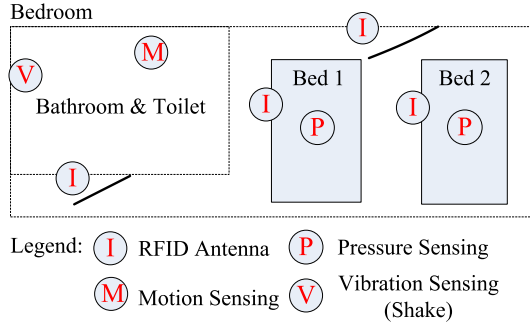 Bedroom
I
M
V
Bed 1
Bed 2
Bathroom & Toilet
I
I
P
P
I
Legend:
I
RFID Antenna
P
Pressure Sensing
M
Motion Sensing
V
Vibration Sensing
(Shake)